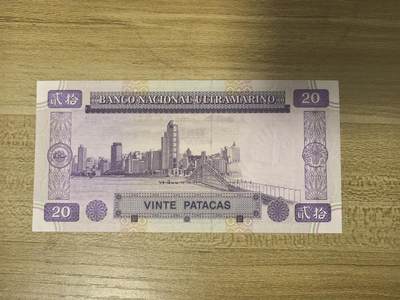 貳拾 BANCO NACIONAL ULTRAMARINO 20
20 VINTE PATACAS 貳拾